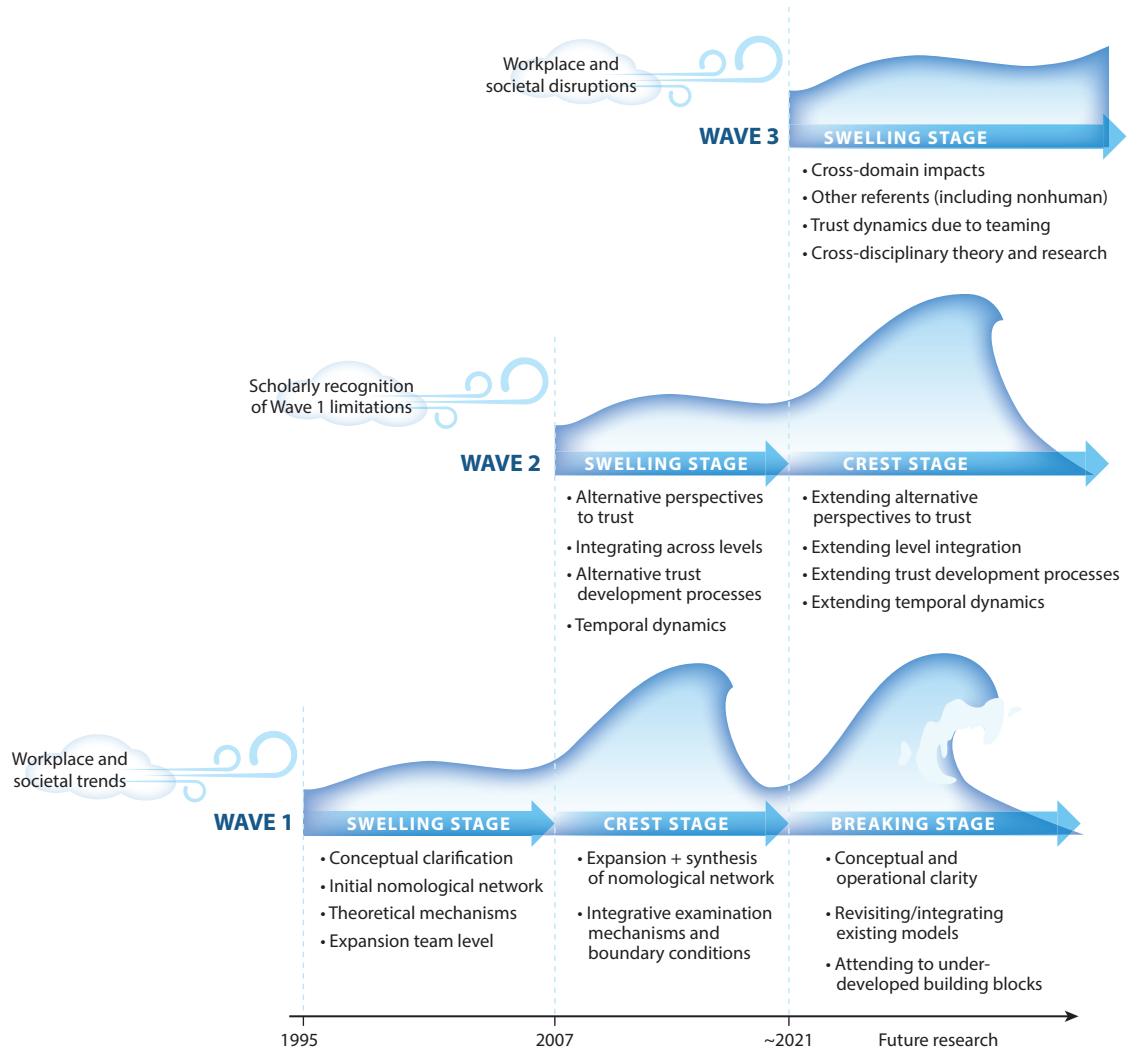 Workplace and
societal disruptions
WAVE 3
SWELLING STAGE
• Cross-domain impacts
• Other referents (including nonhuman)
• Trust dynamics due to teaming
• Cross-disciplinary theory and research
Scholarly recognition
of Wave 1 limitations
WAVE 2
SWELLING STAGE
• Alternative perspectives
to trust
• Integrating across levels
• Alternative trust
development processes
• Temporal dynamics
CREST STAGE
• Extending alternative
perspectives to trust
• Extending level integration
• Extending trust development processes
• Extending temporal dynamics
Workplace and
societal trends
WAVE 1
SWELLING STAGE
• Conceptual clarification
• Initial nomological network
• Theoretical mechanisms
• Expansion team level
CREST STAGE
• Expansion + synthesis
of nomological network
• Integrative examination
mechanisms and
boundary conditions
BREAKING STAGE
• Conceptual and
operational clarity
• Revisiting/integrating
existing models
• Attending to under-
developed building blocks
1995
2007
~2021
Future research